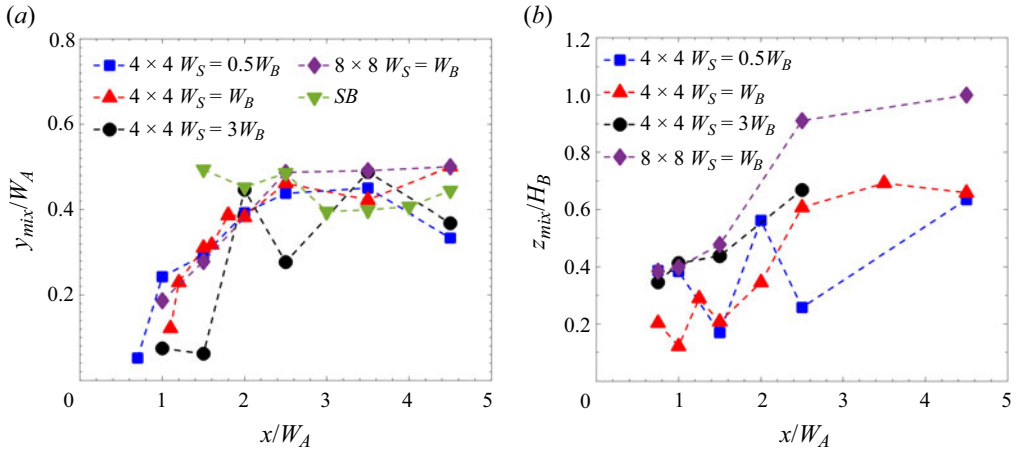 (a)
0.8
0.6
0.4
0.2
0
1
2
3
4
5
y_mix/W_A
x/W_A
4 × 4 W_S = 0.5W_B
4 × 4 W_S = W_B
4 × 4 W_S = 3W_B
8 × 8 W_S = W_B
SB
(b)
1.2
1.0
0.8
0.6
0.4
0.2
0
1
2
3
4
5
z_mix/H_B
x/W_A
4 × 4 W_S = 0.5W_B
4 × 4 W_S = W_B
4 × 4 W_S = 3W_B
8 × 8 W_S = W_B